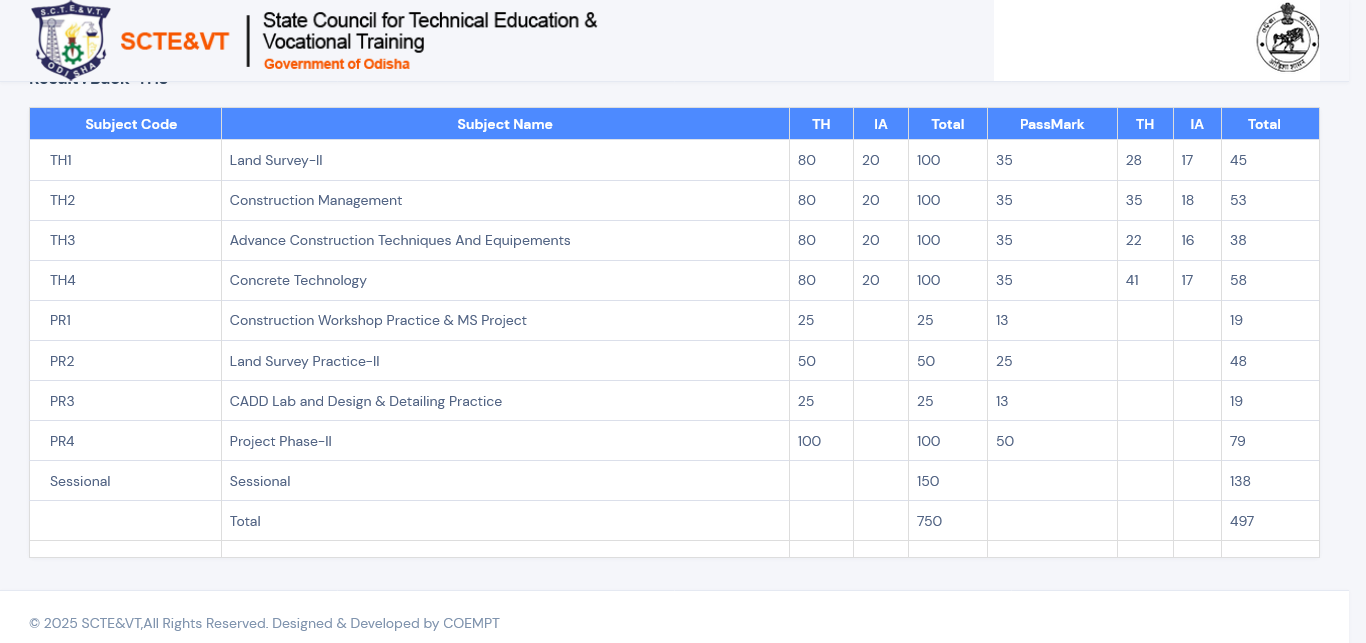 S.C.T.E.&V.T.
ODISHA
SCTE&VT
State Council for Technical Education &
Vocational Training
Government of Odisha
Subject Code Subject Name TH IA Total PassMark TH IA Total
TH1 Land Survey-II 80 20 100 35 28 17 45
TH2 Construction Management 80 20 100 35 35 18 53
TH3 Advance Construction Techniques And Equipements 80 20 100 35 22 16 38
TH4 Concrete Technology 80 20 100 35 41 17 58
PR1 Construction Workshop Practice & MS Project 25 25 13 19
PR2 Land Survey Practice-II 50 50 25 48
PR3 CADD Lab and Design & Detailing Practice 25 25 13 19
PR4 Project Phase-II 100 100 50 79
Sessional Sessional 150 138
Total 750 497
© 2025 SCTE&VT,All Rights Reserved. Designed & Developed by COEMPT